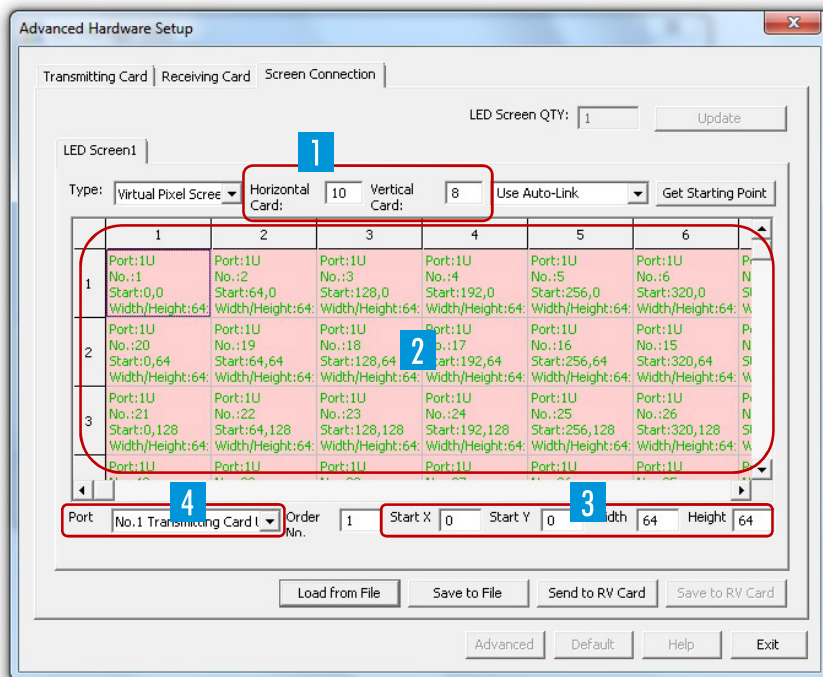 Advanced Hardware Setup
Transmitting Card Receiving Card Screen Connection
LED Screen QTY: 1 Update
LED Screen1
1
Type: Virtual Pixel Scree Horizontal Card: 10 Vertical Card: 8 Use Auto-Link Get Starting Point
1 2 3 4 5 6
1
Port:1U Port:1U Port:1U Port:1U Port:1U Port:1U
No.:1 No.:2 No.:3 No.:4 No.:5 No.:6
Start:0,0 Start:64,0 Start:128,0 Start:192,0 Start:256,0 Start:320,0
Width/Height:64: Width/Height:64: Width/Height:64: Width/Height:64: Width/Height:64: Width/Height:64:
2
Port:1U Port:1U Port:1U Port:1U Port:1U Port:1U
No.:20 No.:19 No.:18 2 No.:17 No.:16 No.:15
Start:0,64 Start:64,64 Start:128,64 Start:192,64 Start:256,64 Start:320,64
Width/Height:64: Width/Height:64: Width/Height:64: Width/Height:64: Width/Height:64: Width/Height:64:
3
Port:1U Port:1U Port:1U Port:1U Port:1U Port:1U
No.:21 No.:22 No.:23 No.:24 No.:25 No.:26
Start:0,128 Start:64,128 Start:128,128 Start:192,128 Start:256,128 Start:320,128
Width/Height:64: Width/Height:64: Width/Height:64: Width/Height:64: Width/Height:64: Width/Height:64:
Port:1U Port:1U Port:1U Port:1U Port:1U Port:1U
4 3
Port No.1 Transmitting Card Order No. 1 Start X 0 Start Y 0 Width 64 Height 64
Load from File Save to File Send to RV Card Save to RV Card
Advanced Default Help Exit